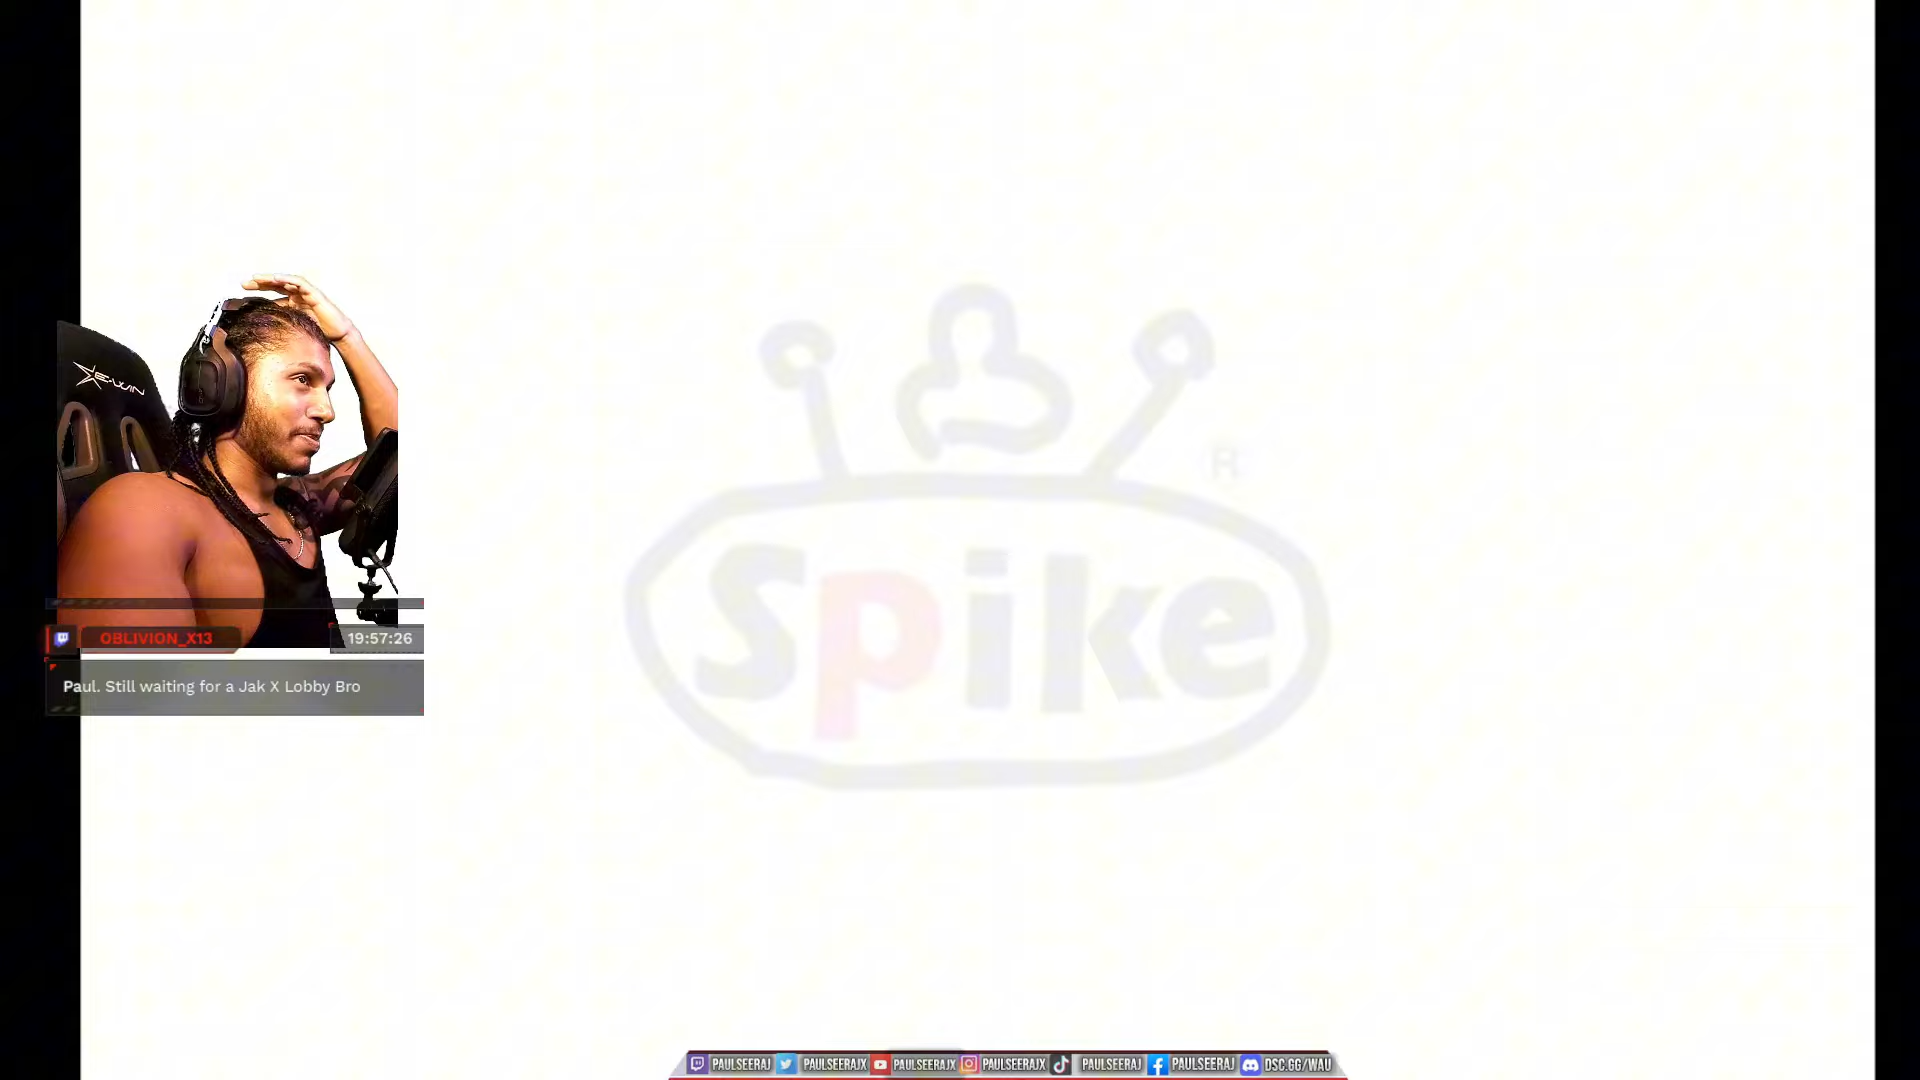 E-WIN
®
Spike
OBLIVION_X13
19:57:26
Paul. Still waiting for a Jak X Lobby Bro
PAULSEERAJ PAULSEERAJX PAULSEERAJX PAULSEERAJX PAULSEERAJ PAULSEERAJ DSC.GG/WAU